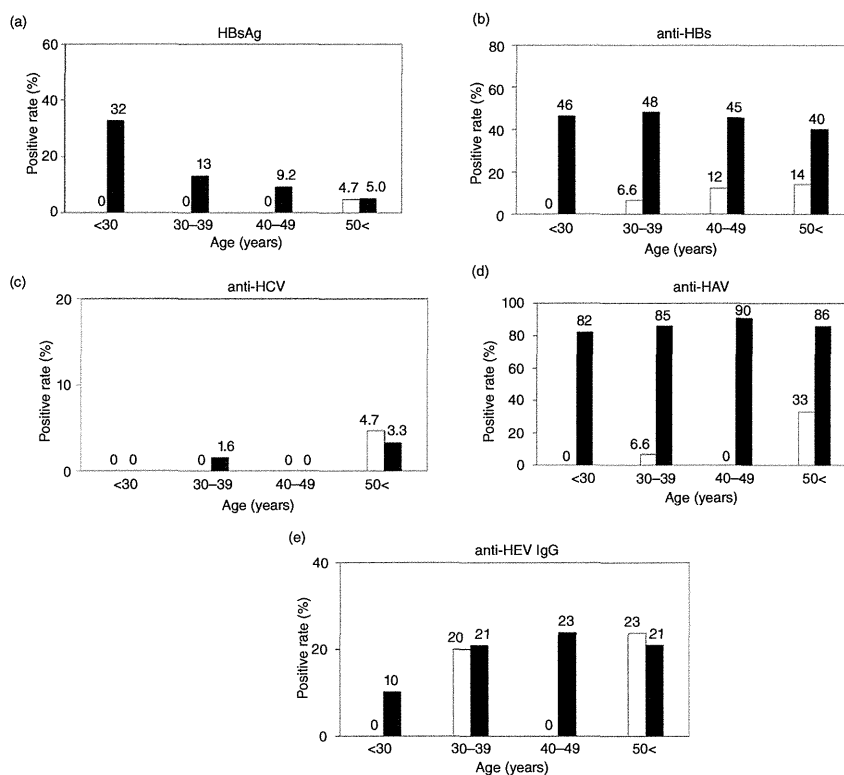 (a)
HBsAg
Positive rate (%)
60
40
20
0
0 32
0 13
0 9.2
4.7 5.0
<30 30–39 40–49 50<
Age (years)
(b)
anti-HBs
Positive rate (%)
80
60
40
20
0
0 46
6.6 48
12 45
14 40
<30 30–39 40–49 50<
Age (years)
(c)
anti-HCV
Positive rate (%)
20
10
0
0 0
0 1.6
0 0
4.7 3.3
<30 30–39 40–49 50<
Age (years)
(d)
anti-HAV
Positive rate (%)
100
80
60
40
20
0
0 82
6.6 85
0 90
33 86
<30 30–39 40–49 50<
Age (years)
(e)
anti-HEV IgG
Positive rate (%)
40
20
0
0 10
20 21
0 23
23 21
<30 30–39 40–49 50<
Age (years)